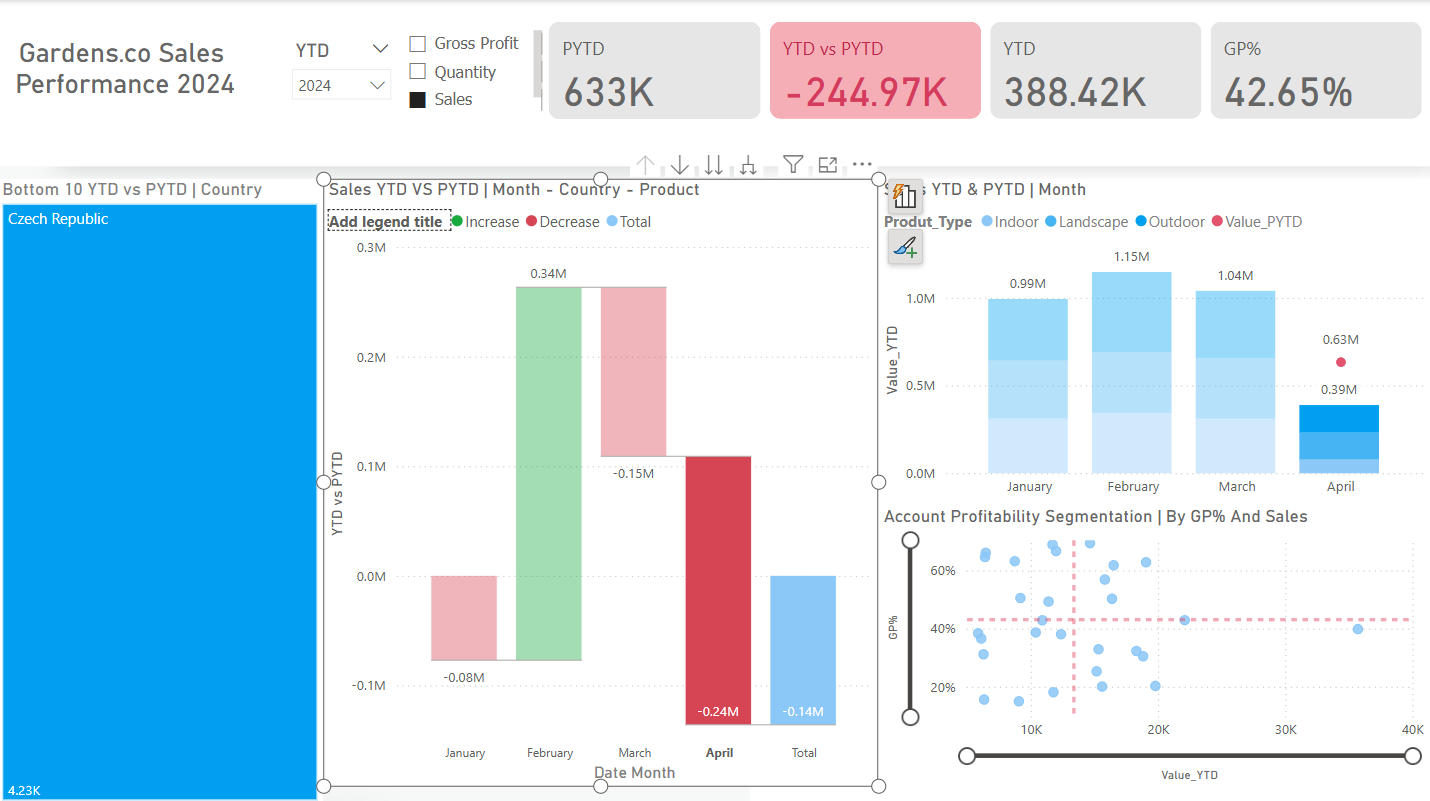 Gardens.co Sales
Performance 2024
YTD
2024
Gross Profit
Quantity
Sales
PYTD
633K
YTD vs PYTD
-244.97K
YTD
388.42K
GP%
42.65%
Bottom 10 YTD vs PYTD | Country
Czech Republic
4.23K
Sales YTD VS PYTD | Month - Country - Product
Add legend title Increase Decrease Total
YTD vs PYTD
0.3M
0.2M
0.1M
0.0M
-0.1M
-0.08M
0.34M
-0.15M
-0.24M
-0.14M
January February March April Total
Date Month
YTD & PYTD | Month
Produt_Type Indoor Landscape Outdoor Value_PYTD
Value_YTD
1.0M
0.5M
0.0M
0.99M
1.15M
1.04M
0.63M
0.39M
January February March April
Account Profitability Segmentation | By GP% And Sales
GP%
60%
40%
20%
10K 20K 30K 40K
Value_YTD